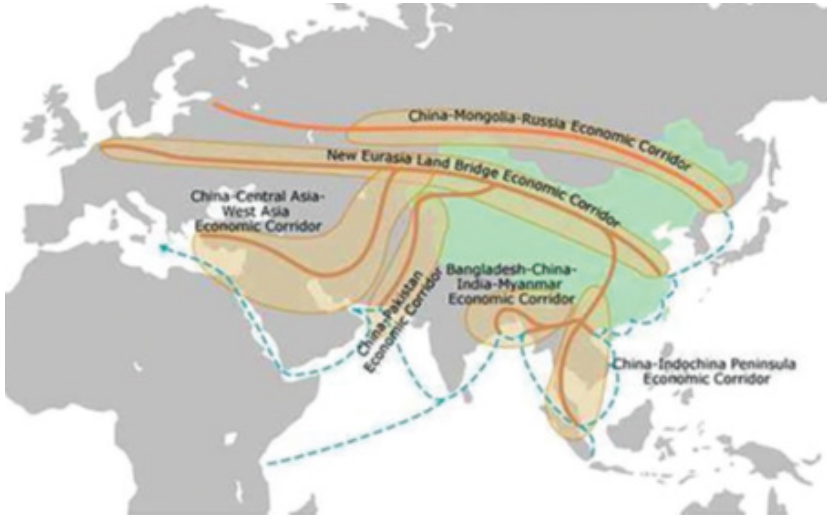 China-Mongolia-Russia Economic Corridor
New Eurasia Land Bridge Economic Corridor
China-Central Asia-
West Asia
Economic Corridor
Bangladesh-China-
India-Myanmar
Economic Corridor
China-Pakistan
Economic Corridor
China-Indochina Peninsula
Economic Corridor